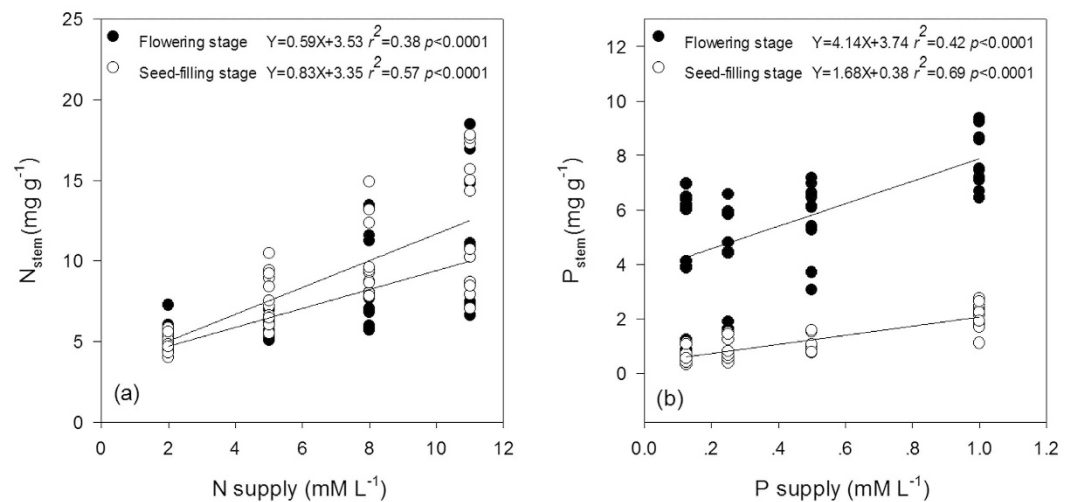 Flowering stage Y=0.59X+3.53 r²=0.38 p<0.0001
Seed-filling stage Y=0.83X+3.35 r²=0.57 p<0.0001
25
20
15
10
5
0
N_stem (mg g⁻¹)
(a)
0 2 4 6 8 10 12
N supply (mM L⁻¹)
Flowering stage Y=4.14X+3.74 r²=0.42 p<0.0001
Seed-filling stage Y=1.68X+0.38 r²=0.69 p<0.0001
12
10
8
6
4
2
0
P_stem (mg g⁻¹)
(b)
0.0 .2 .4 .6 .8 1.0 1.2
P supply (mM L⁻¹)